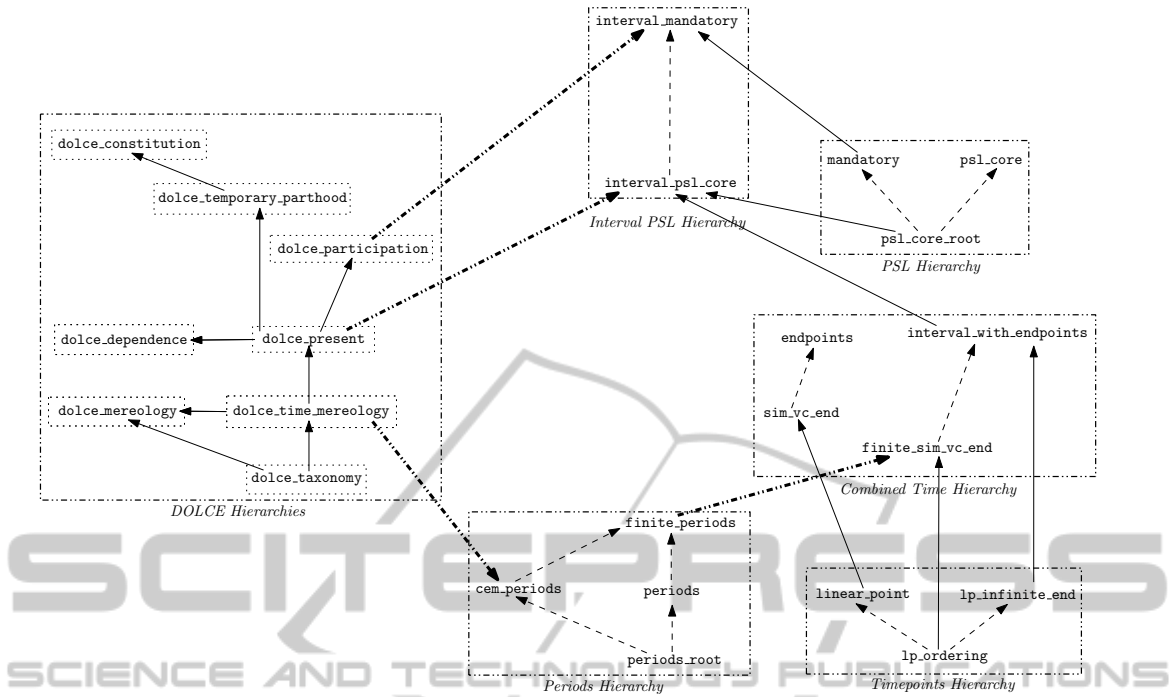 interval_mandatory
dolce_constitution
mandatory
psl_core
interval_psl_core
dolce_temporary_parthood
Interval PSL Hierarchy
psl_core_root
dolce_participation
PSL Hierarchy
interval_with_endpoints
endpoints
dolce_dependence
dolce_present
dolce_mereology
dolce_time_mereology
sim_vc_end
finite_sim_vc_end
dolce_taxonomy
Combined Time Hierarchy
DOLCE Hierarchies
finite_periods
cem_periods
periods
linear_point
lp_infinite_end
periods_root
lp_ordering
Periods Hierarchy
Timepoints Hierarchy
SCITEPRESS
SCIENCE AND TECHNOLOGY PUBLICATIONS